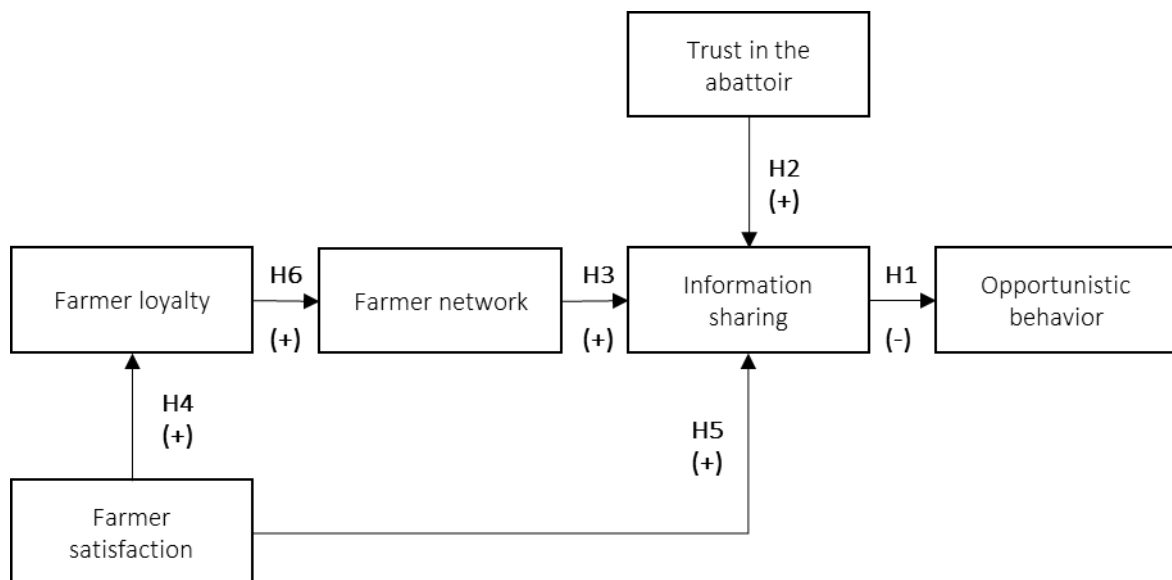 Trust in the
abattoir
H2
(+)
Farmer loyalty
H6
(+)
Farmer network
H3
(+)
Information
sharing
H1
(-)
Opportunistic
behavior
H4
(+)
H5
(+)
Farmer
satisfaction